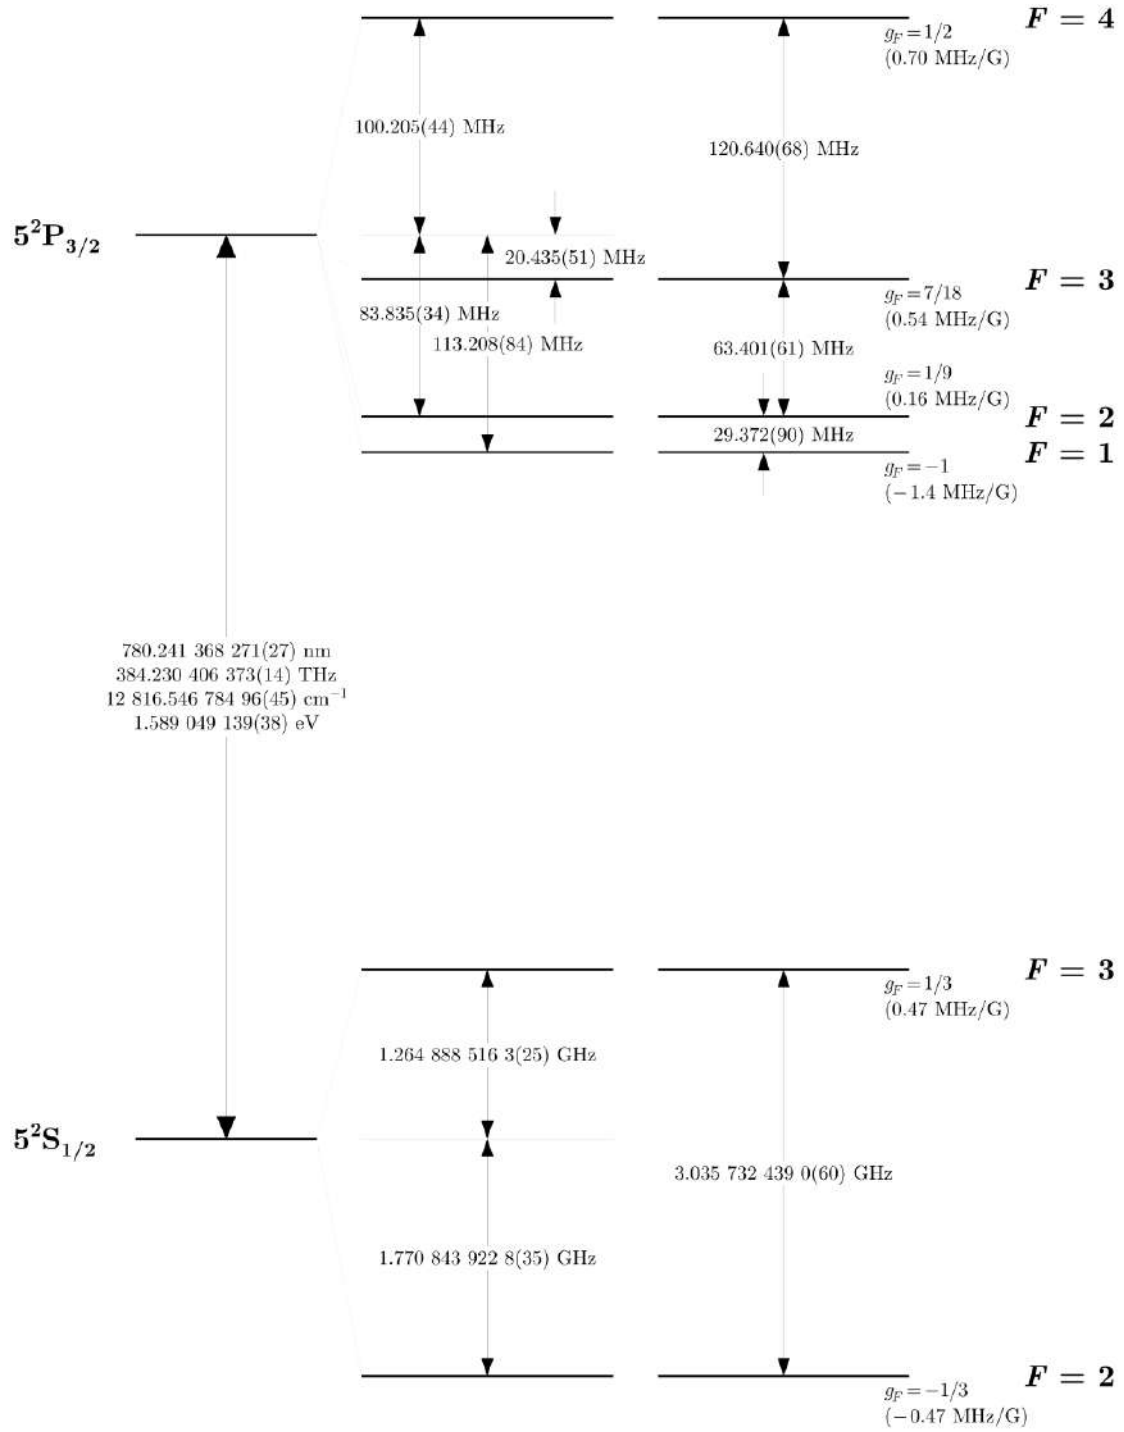 F = 4
g_F = 1/2
(0.70 MHz/G)
100.205(44) MHz
120.640(68) MHz
5²P₃/₂
20.435(51) MHz
F = 3
g_F = 7/18
(0.54 MHz/G)
83.835(34) MHz
113.208(84) MHz
63.401(61) MHz
g_F = 1/9
(0.16 MHz/G)
F = 2
29.372(90) MHz
F = 1
g_F = −1
(−1.4 MHz/G)
780.241 368 271(27) nm
384.230 406 373(14) THz
12 816.546 784 96(45) cm⁻¹
1.589 049 139(38) eV
F = 3
g_F = 1/3
(0.47 MHz/G)
1.264 888 516 3(25) GHz
5²S₁/₂
3.035 732 439 0(60) GHz
1.770 843 922 8(35) GHz
F = 2
g_F = −1/3
(−0.47 MHz/G)